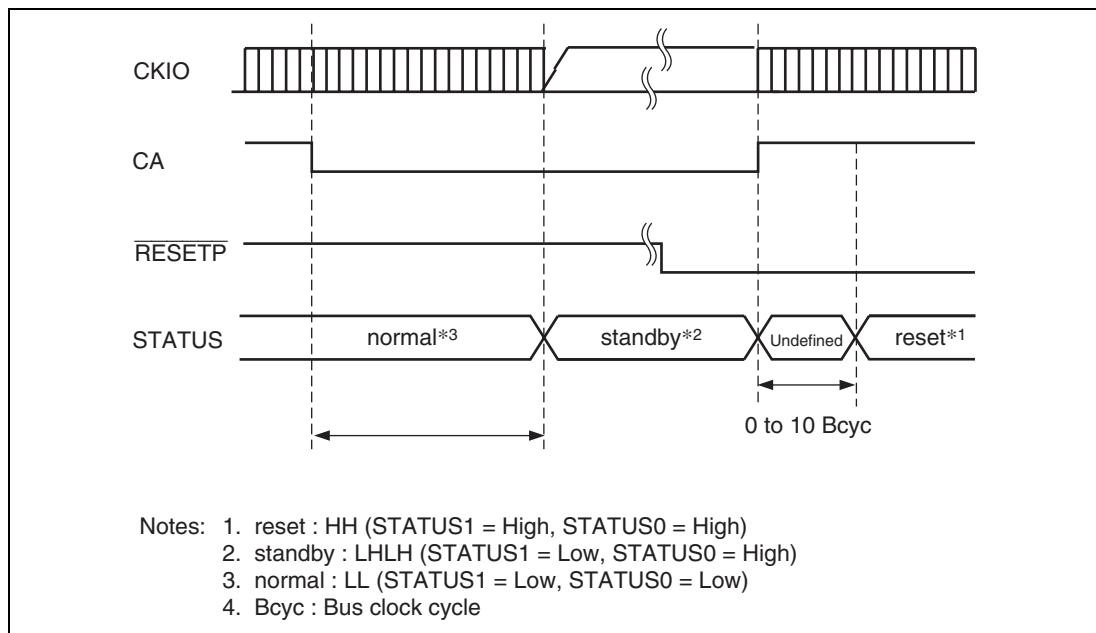 CKIO
CA
RESETP
STATUS normal*3 standby*2 Undefined reset*1
0 to 10 Bcyc
Notes: 1. reset : HH (STATUS1 = High, STATUS0 = High)
2. standby : LHLH (STATUS1 = Low, STATUS0 = High)
3. normal : LL (STATUS1 = Low, STATUS0 = Low)
4. Bcyc : Bus clock cycle